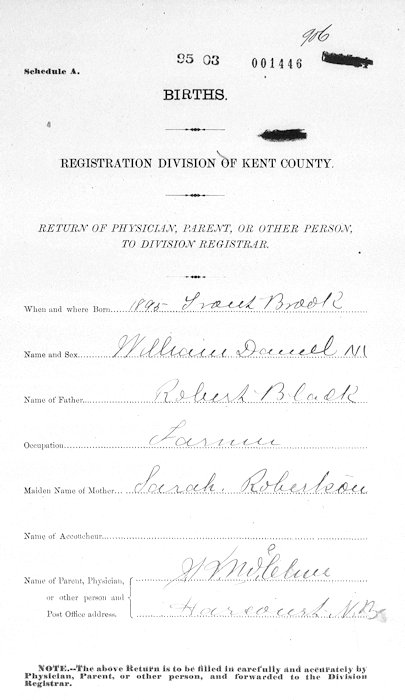 906
Schedule A.
95 03 001446
BIRTHS.
REGISTRATION DIVISION OF KENT COUNTY.
RETURN OF PHYSICIAN, PARENT, OR OTHER PERSON,
TO DIVISION REGISTRAR.
When and where Born 1895 Trout Brook
Name and Sex William Daniel M
Name of Father Robert Black
Occupation Farmer
Maiden Name of Mother Sarah Robertson
Name of Accoucheur
Name of Parent, Physician,
or other person and
Post Office address. Harcourt N.B.
NOTE.--The above Return is to be filled in carefully and accurately by
Physician, Parent, or other person, and forwarded to the Division
Registrar.